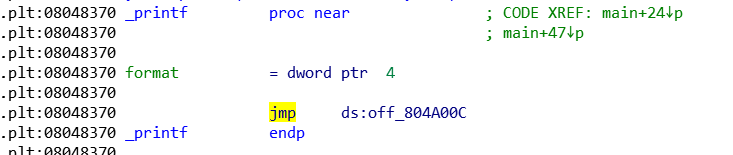 .plt:08048370 _printf proc near ; CODE XREF: main+24↓p
.plt:08048370 ; main+47↓p
.plt:08048370
.plt:08048370 format = dword ptr 4
.plt:08048370
.plt:08048370 jmp ds:off_804A00C
.plt:08048370 _printf endp
.plt:08048370